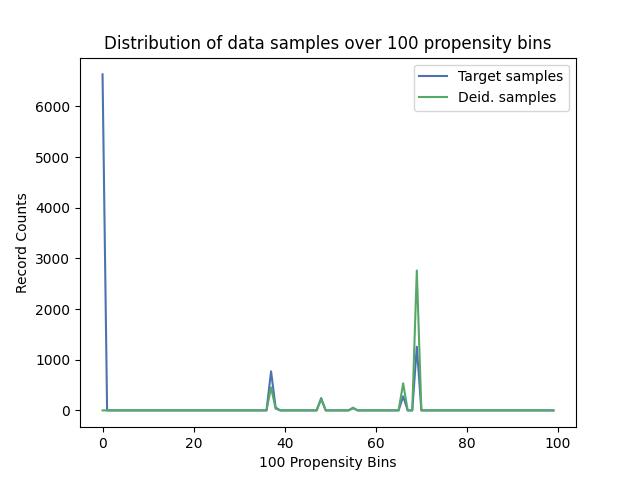 Distribution of data samples over 100 propensity bins
Target samples
Deid. samples
6000
5000
4000
3000
2000
1000
0
Record Counts
0 20 40 60 80 100
100 Propensity Bins